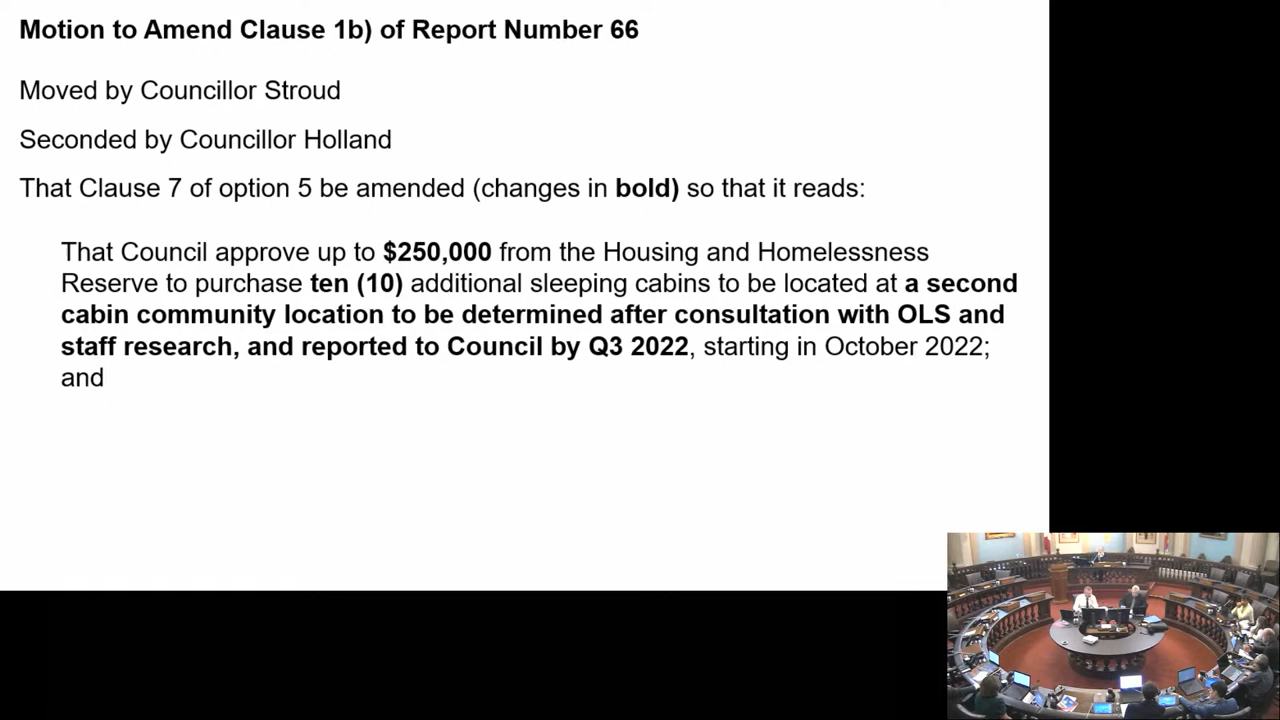 Motion to Amend Clause 1b) of Report Number 66
Moved by Councillor Stroud
Seconded by Councillor Holland
That Clause 7 of option 5 be amended (changes in bold) so that it reads:
That Council approve up to $250,000 from the Housing and Homelessness
Reserve to purchase ten (10) additional sleeping cabins to be located at a second
cabin community location to be determined after consultation with OLS and
staff research, and reported to Council by Q3 2022, starting in October 2022;
and